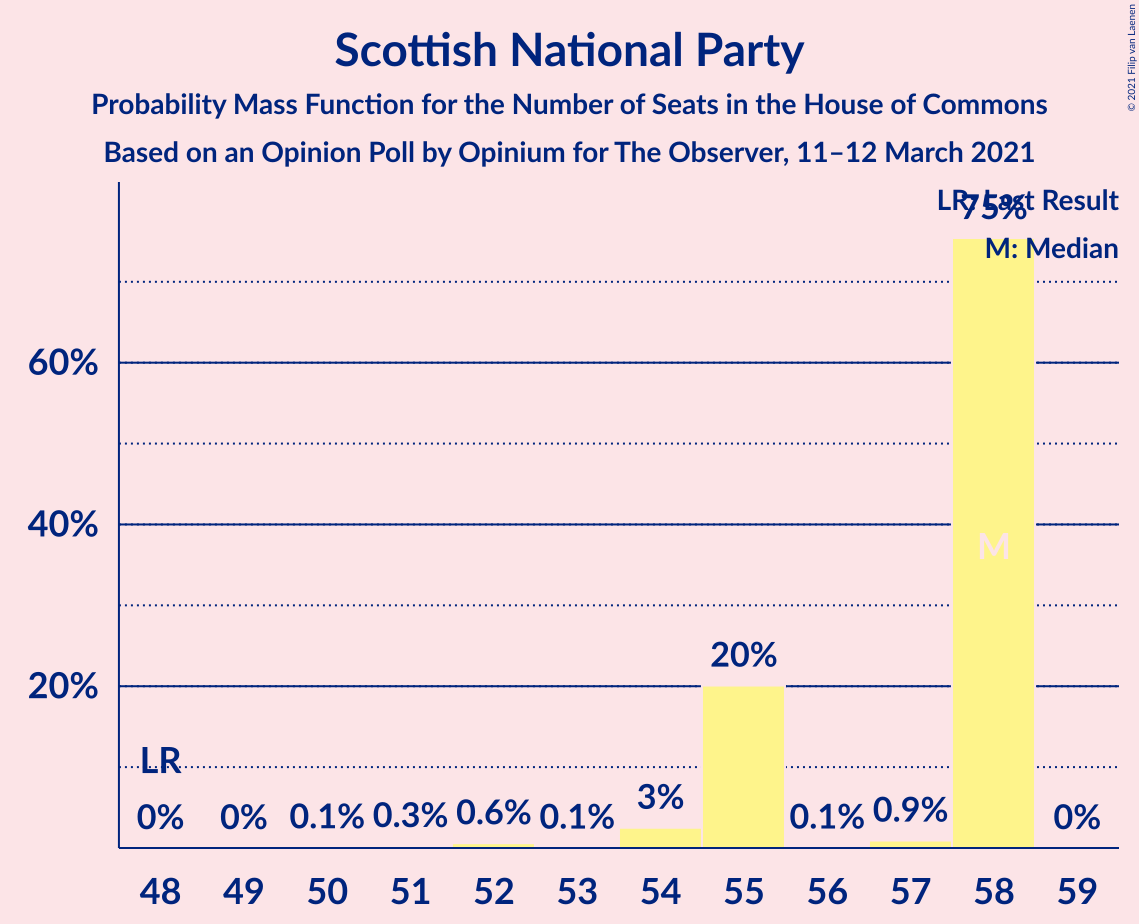 Scottish National Party
Probability Mass Function for the Number of Seats in the House of Commons
Based on an Opinion Poll by Opinium for The Observer, 11–12 March 2021
© 2021 Filip van Laenen
LR: Last Result
75%
M: Median
60%
40%
M
20%
20%
LR
0% 0% 0.1% 0.3% 0.6% 0.1% 3% 0.1% 0.9% 0%
48 49 50 51 52 53 54 55 56 57 58 59